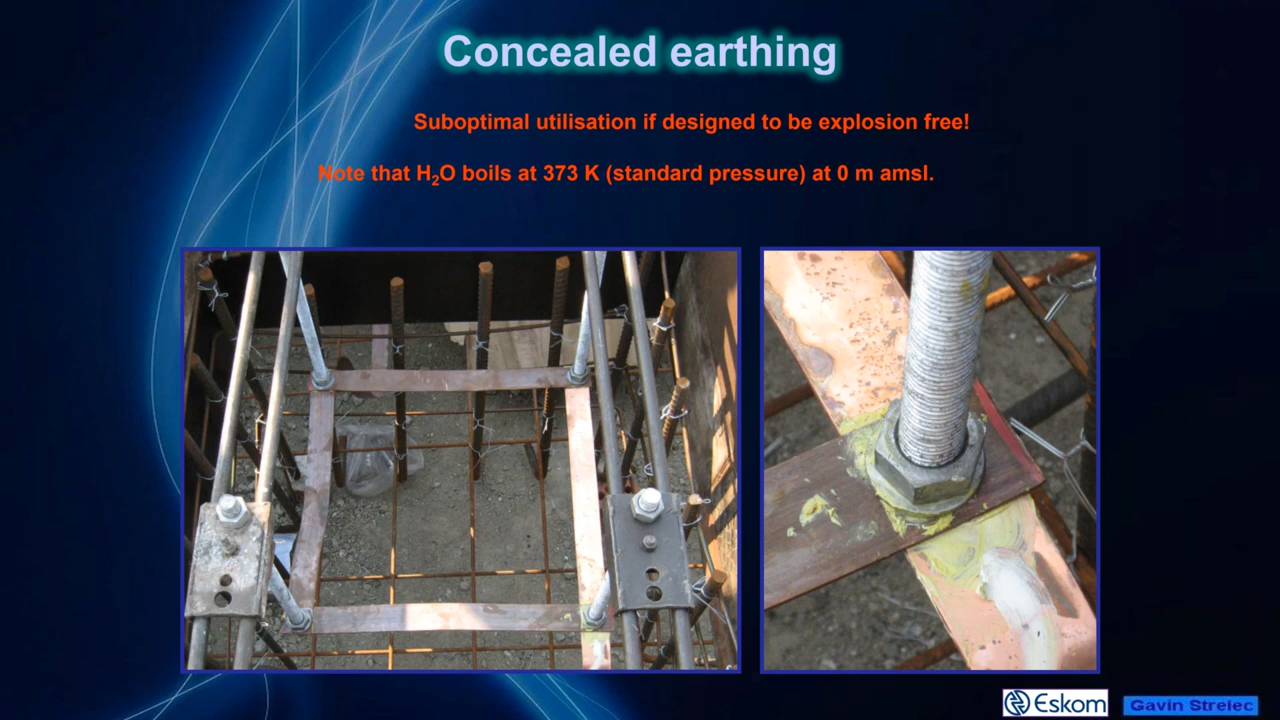 Concealed earthing
Suboptimal utilisation if designed to be explosion free!
Note that H₂O boils at 373 K (standard pressure) at 0 m amsl.
Eskom
Gavin Strelec